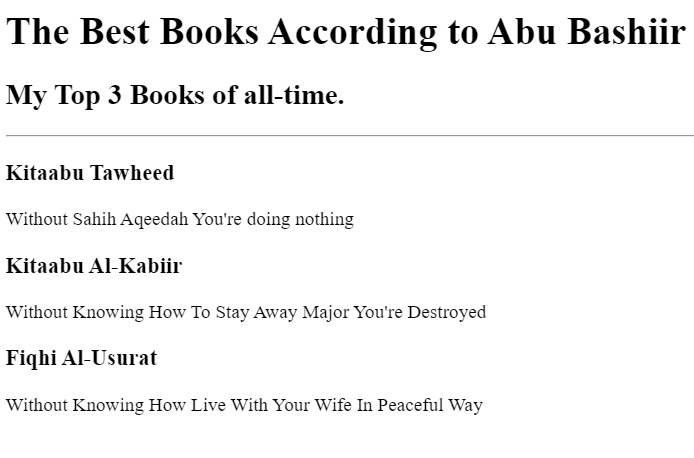 The Best Books According to Abu Bashiir
My Top 3 Books of all-time.
Kitaabu Tawheed
Without Sahih Aqeedah You're doing nothing
Kitaabu Al-Kabiir
Without Knowing How To Stay Away Major You're Destroyed
Fiqhi Al-Usurat
Without Knowing How Live With Your Wife In Peaceful Way